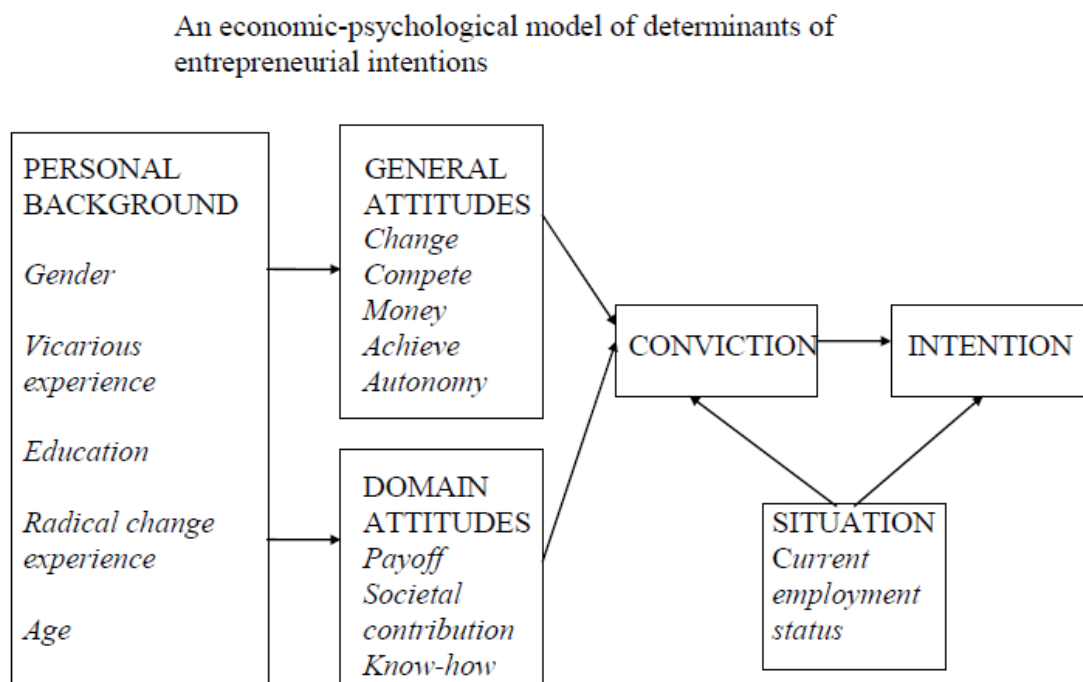 An economic-psychological model of determinants of
entrepreneurial intentions
PERSONAL
BACKGROUND
Gender
Vicarious
experience
Education
Radical change
experience
Age
GENERAL
ATTITUDES
Change
Compete
Money
Achieve
Autonomy
DOMAIN
ATTITUDES
Payoff
Societal
contribution
Know-how
CONVICTION
INTENTION
SITUATION
Current
employment
status